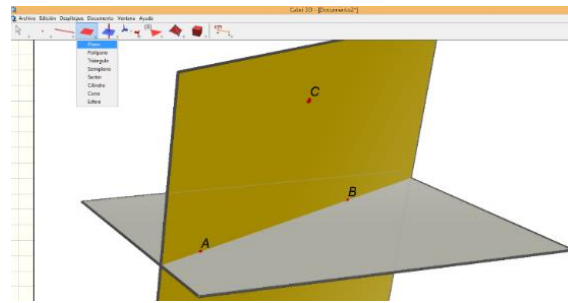 Cabri 3D - [Documento2*]
Archivo Edición Despliegue Documento Ventana Ayuda
Plano
Polígono
Triángulo
Semiplano
Sector
Cilindro
Cono
Esfera
C
B
A